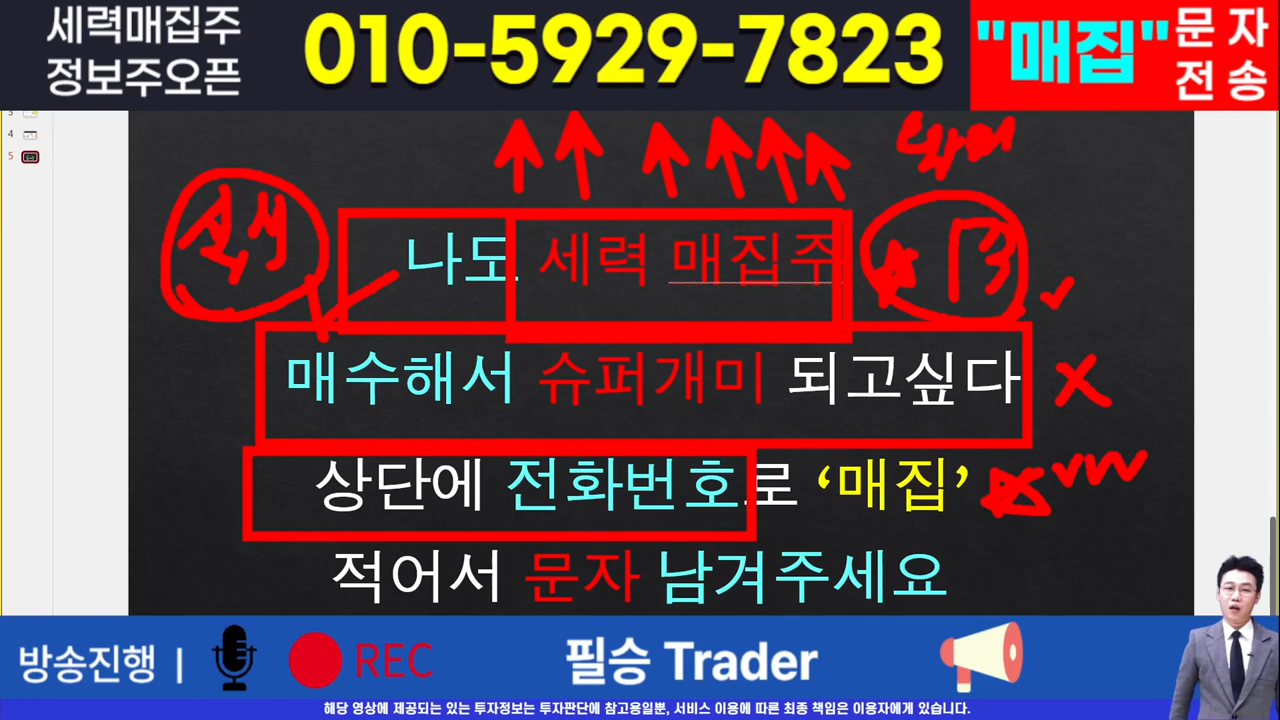 세력매집주
정보주오픈
010-5929-7823
"매집"
문자
전송
3
4
5
나도 세력 매집주
매수해서 슈퍼개미 되고싶다
상단에 전화번호로 ‘매집’
적어서 문자 남겨주세요
방송진행 |
REC
필승 Trader
해당 영상에 제공되는 있는 투자정보는 투자판단에 참고용일뿐, 서비스 이용에 따른 최종 책임은 이용자에게 있습니다.